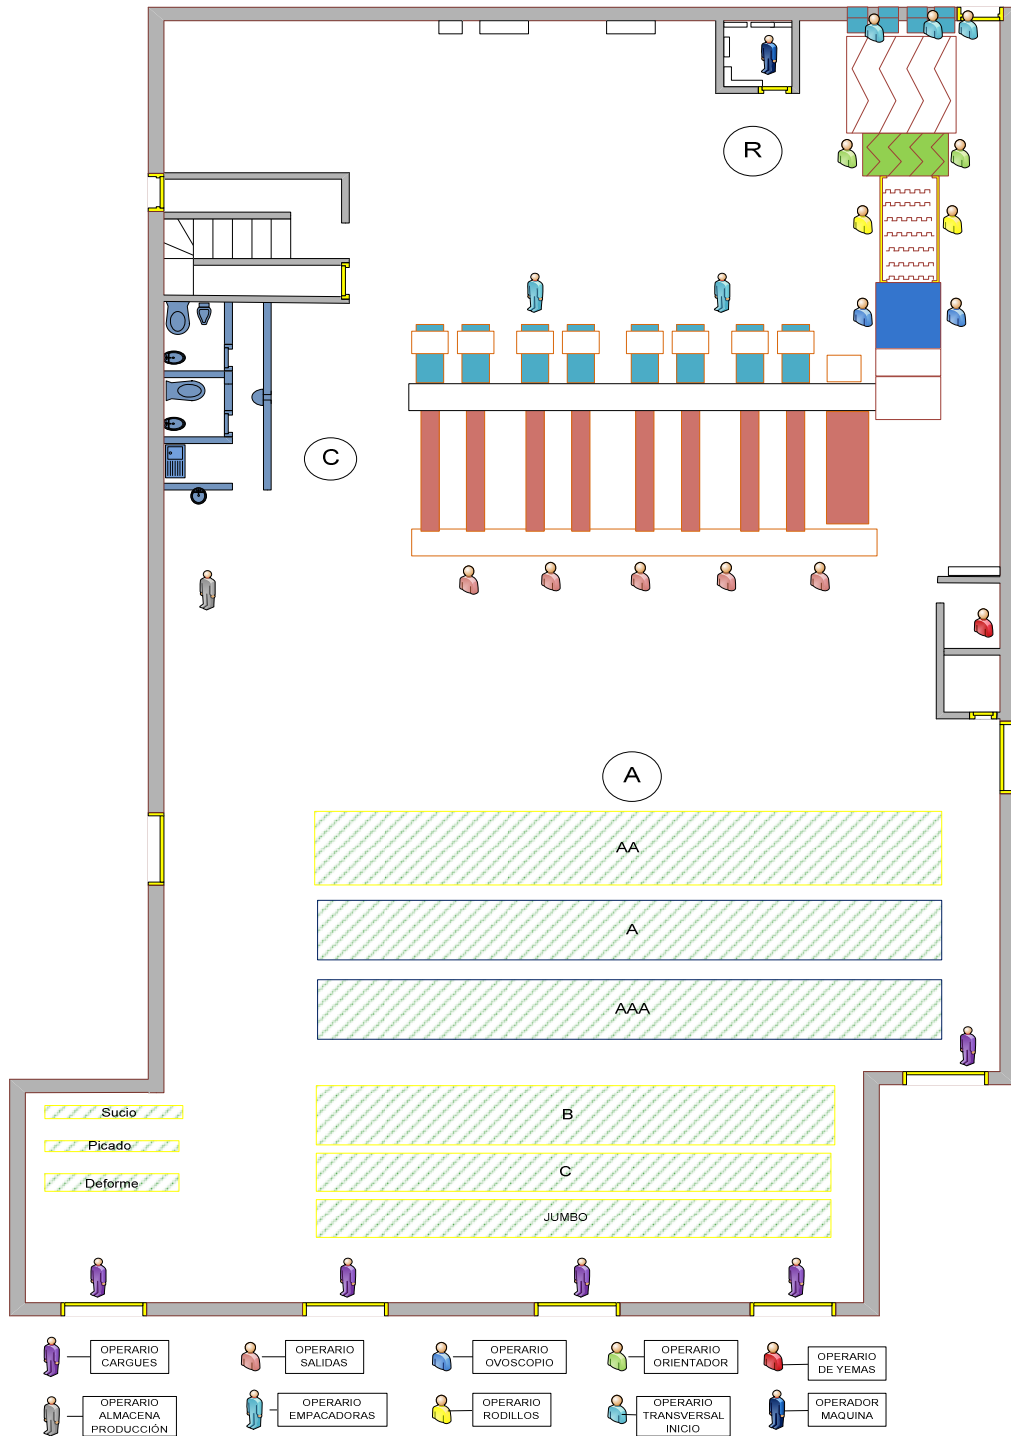 R
C
A
AA
A
AAA
B
C
JUMBO
Sucio
Picado
Deforme
OPERARIO
CARGUES
OPERARIO
SALIDAS
OPERARIO
OVOSCOPIO
OPERARIO
ORIENTADOR
OPERARIO
DE YEMAS
OPERARIO
ALMACENA
PRODUCCIÓN
OPERARIO
EMPACADORAS
OPERARIO
RODILLOS
OPERARIO
TRANSVERSAL
INICIO
OPERADOR
MAQUINA